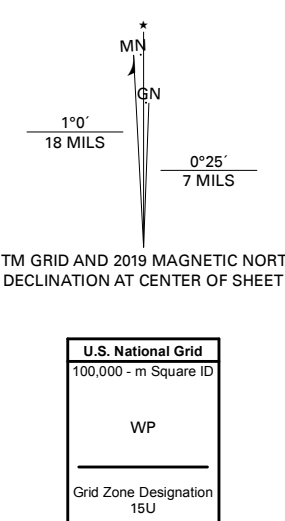 MN
GN
1°0´
18 MILS
0°25´
7 MILS
TM GRID AND 2019 MAGNETIC NORT
DECLINATION AT CENTER OF SHEET
U.S. National Grid
100,000 - m Square ID
WP
Grid Zone Designation
15U